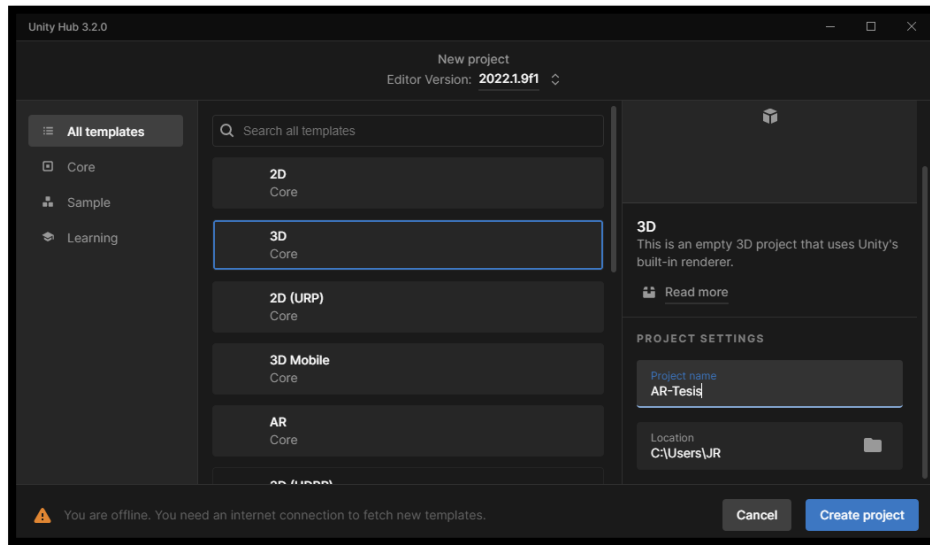 Unity Hub 3.2.0
New project
Editor Version: 2022.1.9f1
All templates
Core
Sample
Learning
Search all templates
2D
Core
3D
Core
2D (URP)
Core
3D Mobile
Core
AR
Core
3D
This is an empty 3D project that uses Unity's
built-in renderer.
Read more
PROJECT SETTINGS
Project name
AR-Tesis
Location
C:\Users\JR
You are offline. You need an internet connection to fetch new templates.
Cancel
Create project